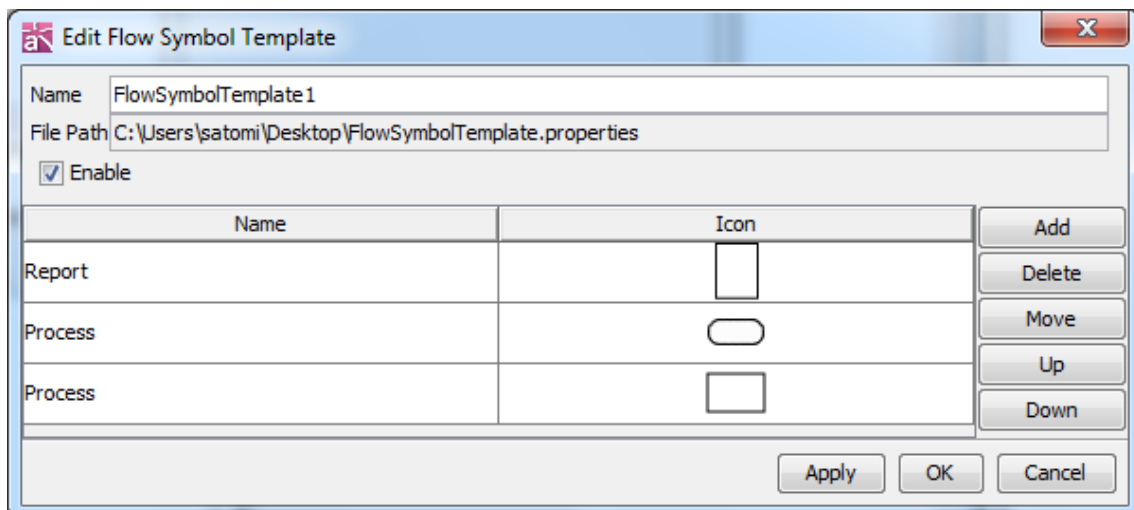 Edit Flow Symbol Template
Name FlowSymbolTemplate1
File Path C:\Users\satomi\Desktop\FlowSymbolTemplate.properties
Enable
Name Icon Add
Report Delete
Move
Process
Up
Process
Down
Apply OK Cancel